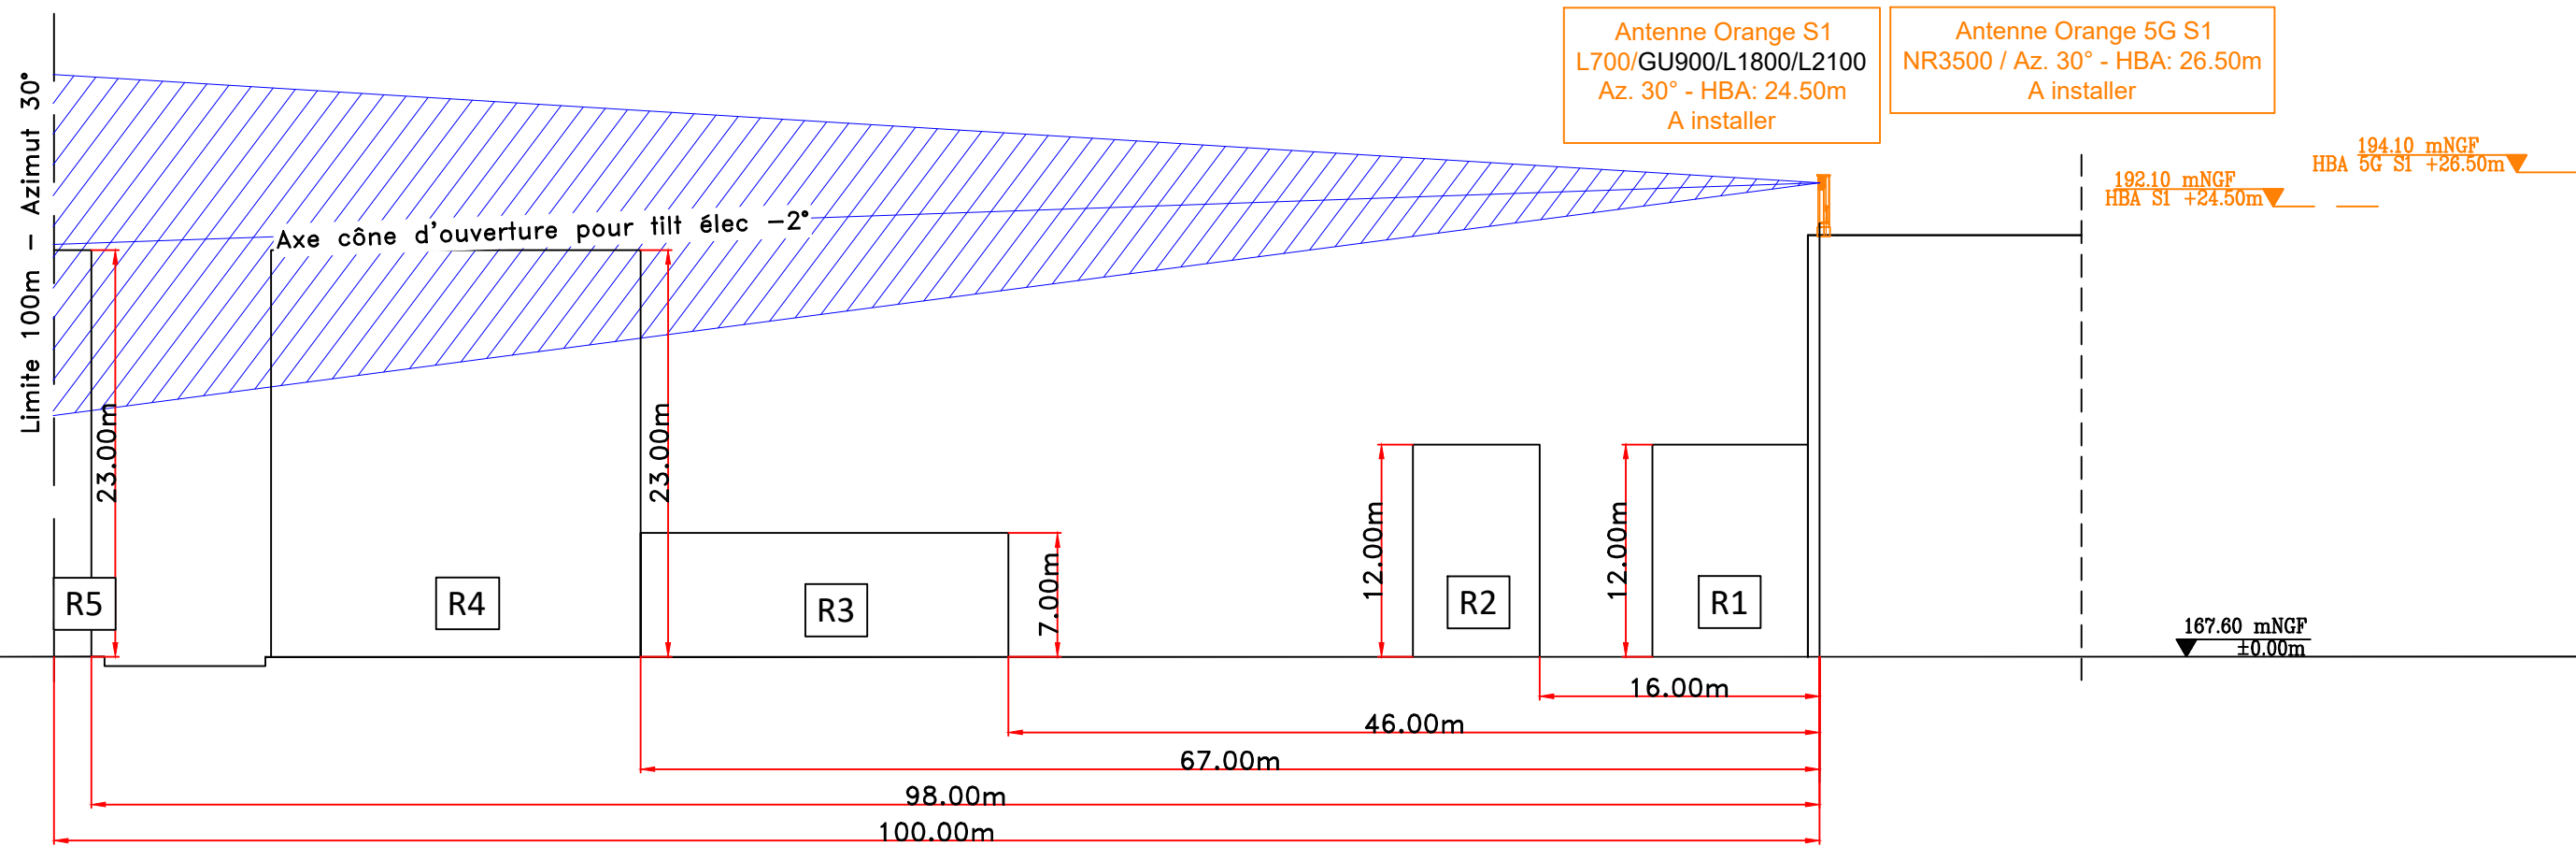 Antenne Orange S1
L700/GU900/L1800/L2100
Az. 30° - HBA: 24.50m
A installer
Antenne Orange 5G S1
NR3500 / Az. 30° - HBA: 26.50m
A installer
194.10 mNGF
HBA 5G S1 +26.50m
192.10 mNGF
HBA S1 +24.50m
Limite 100m – Azimut 30°
Axe cône d'ouverture pour tilt élec –2°
23.00m
23.00m
7.00m
12.00m
12.00m
R5
R4
R3
R2
R1
167.60 mNGF
±0.00m
16.00m
46.00m
67.00m
98.00m
100.00m